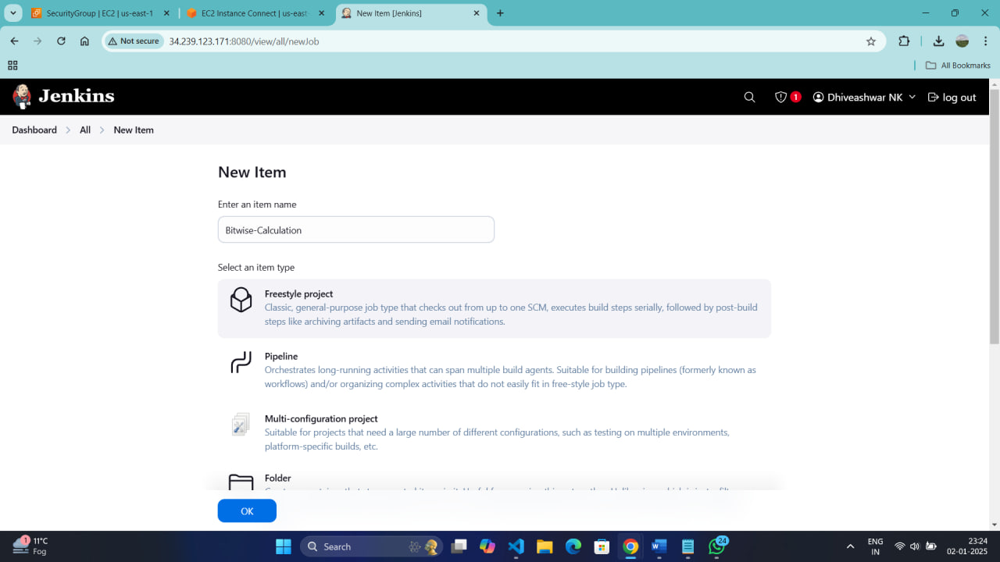 SecurityGroup | EC2 | us-east-1
EC2 Instance Connect | us-east-
New Item [Jenkins]
Not secure
34.239.123.171:8080/view/all/newJob
All Bookmarks
Jenkins
1
Dhiveashwar NK
log out
Dashboard
All
New Item
New Item
Enter an item name
Bitwise-Calculation
Select an item type
Freestyle project
Classic, general-purpose job type that checks out from up to one SCM, executes build steps serially, followed by post-build
steps like archiving artifacts and sending email notifications.
Pipeline
Orchestrates long-running activities that can span multiple build agents. Suitable for building pipelines (formerly known as
workflows) and/or organizing complex activities that do not easily fit in free-style job type.
Multi-configuration project
Suitable for projects that need a large number of different configurations, such as testing on multiple environments,
platform-specific builds, etc.
Folder
OK
1
11°C
Fog
Search
24
ENG
IN
23:24
02-01-2025